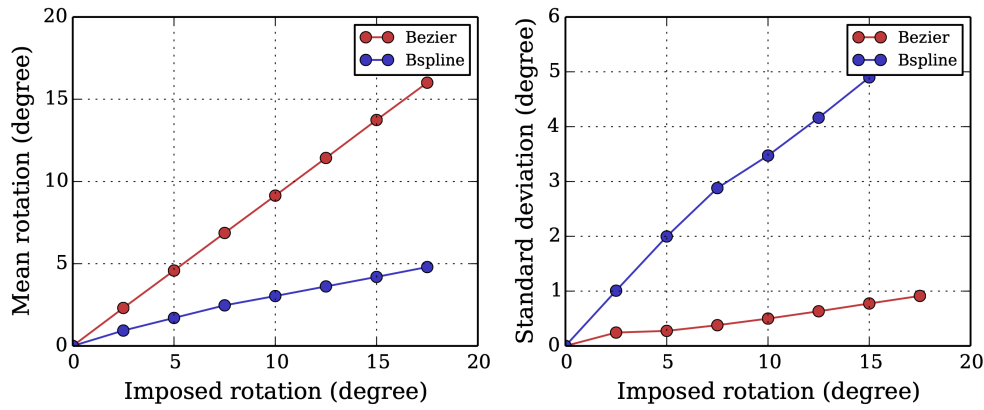 20
15
10
5
0
Mean rotation (degree)
Bezier
Bspline
0 5 10 15 20
Imposed rotation (degree)
6
5
4
3
2
1
0
Standard deviation (degree)
Bezier
Bspline
0 5 10 15 20
Imposed rotation (degree)